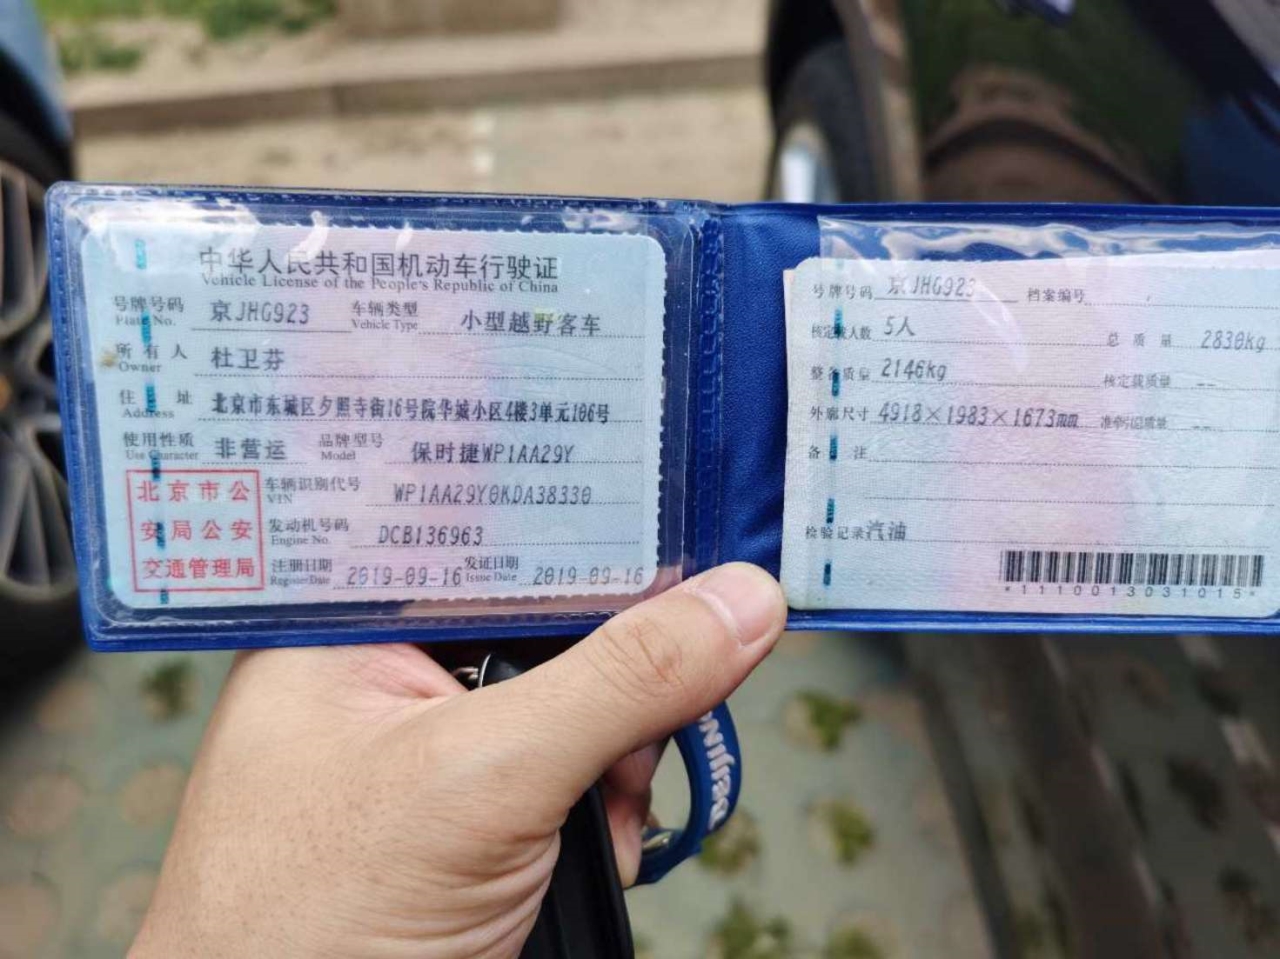 中华人民共和国机动车行驶证
Vehicle License of the People's Republic of China
号牌号码 京JHG923 车辆类型 小型越野客车
Plate No. Vehicle Type
所有人 杜卫芬
Owner
住址 北京市东城区夕照寺街16号院华城小区4楼3单元106号
Address
使用性质 非营运 品牌型号 保时捷WP1AA29Y
Use Character Model
北京市公
安局公安
交通管理局
车辆识别代号 WP1AA29Y0KDA38330
VIN
发动机号码 DCB136963
Engine No.
注册日期 2019-09-16 发证日期 2019-09-16
Register Date Issue Date
号牌号码 京JHG923 档案编号
核定载人数 5人 总质量 2830kg
整备质量 2146kg 核定载质量 --
外廓尺寸 4918×1983×1673mm 准牵引总质量 --
备注
检验记录 汽油
*1110013031015*
Beijing